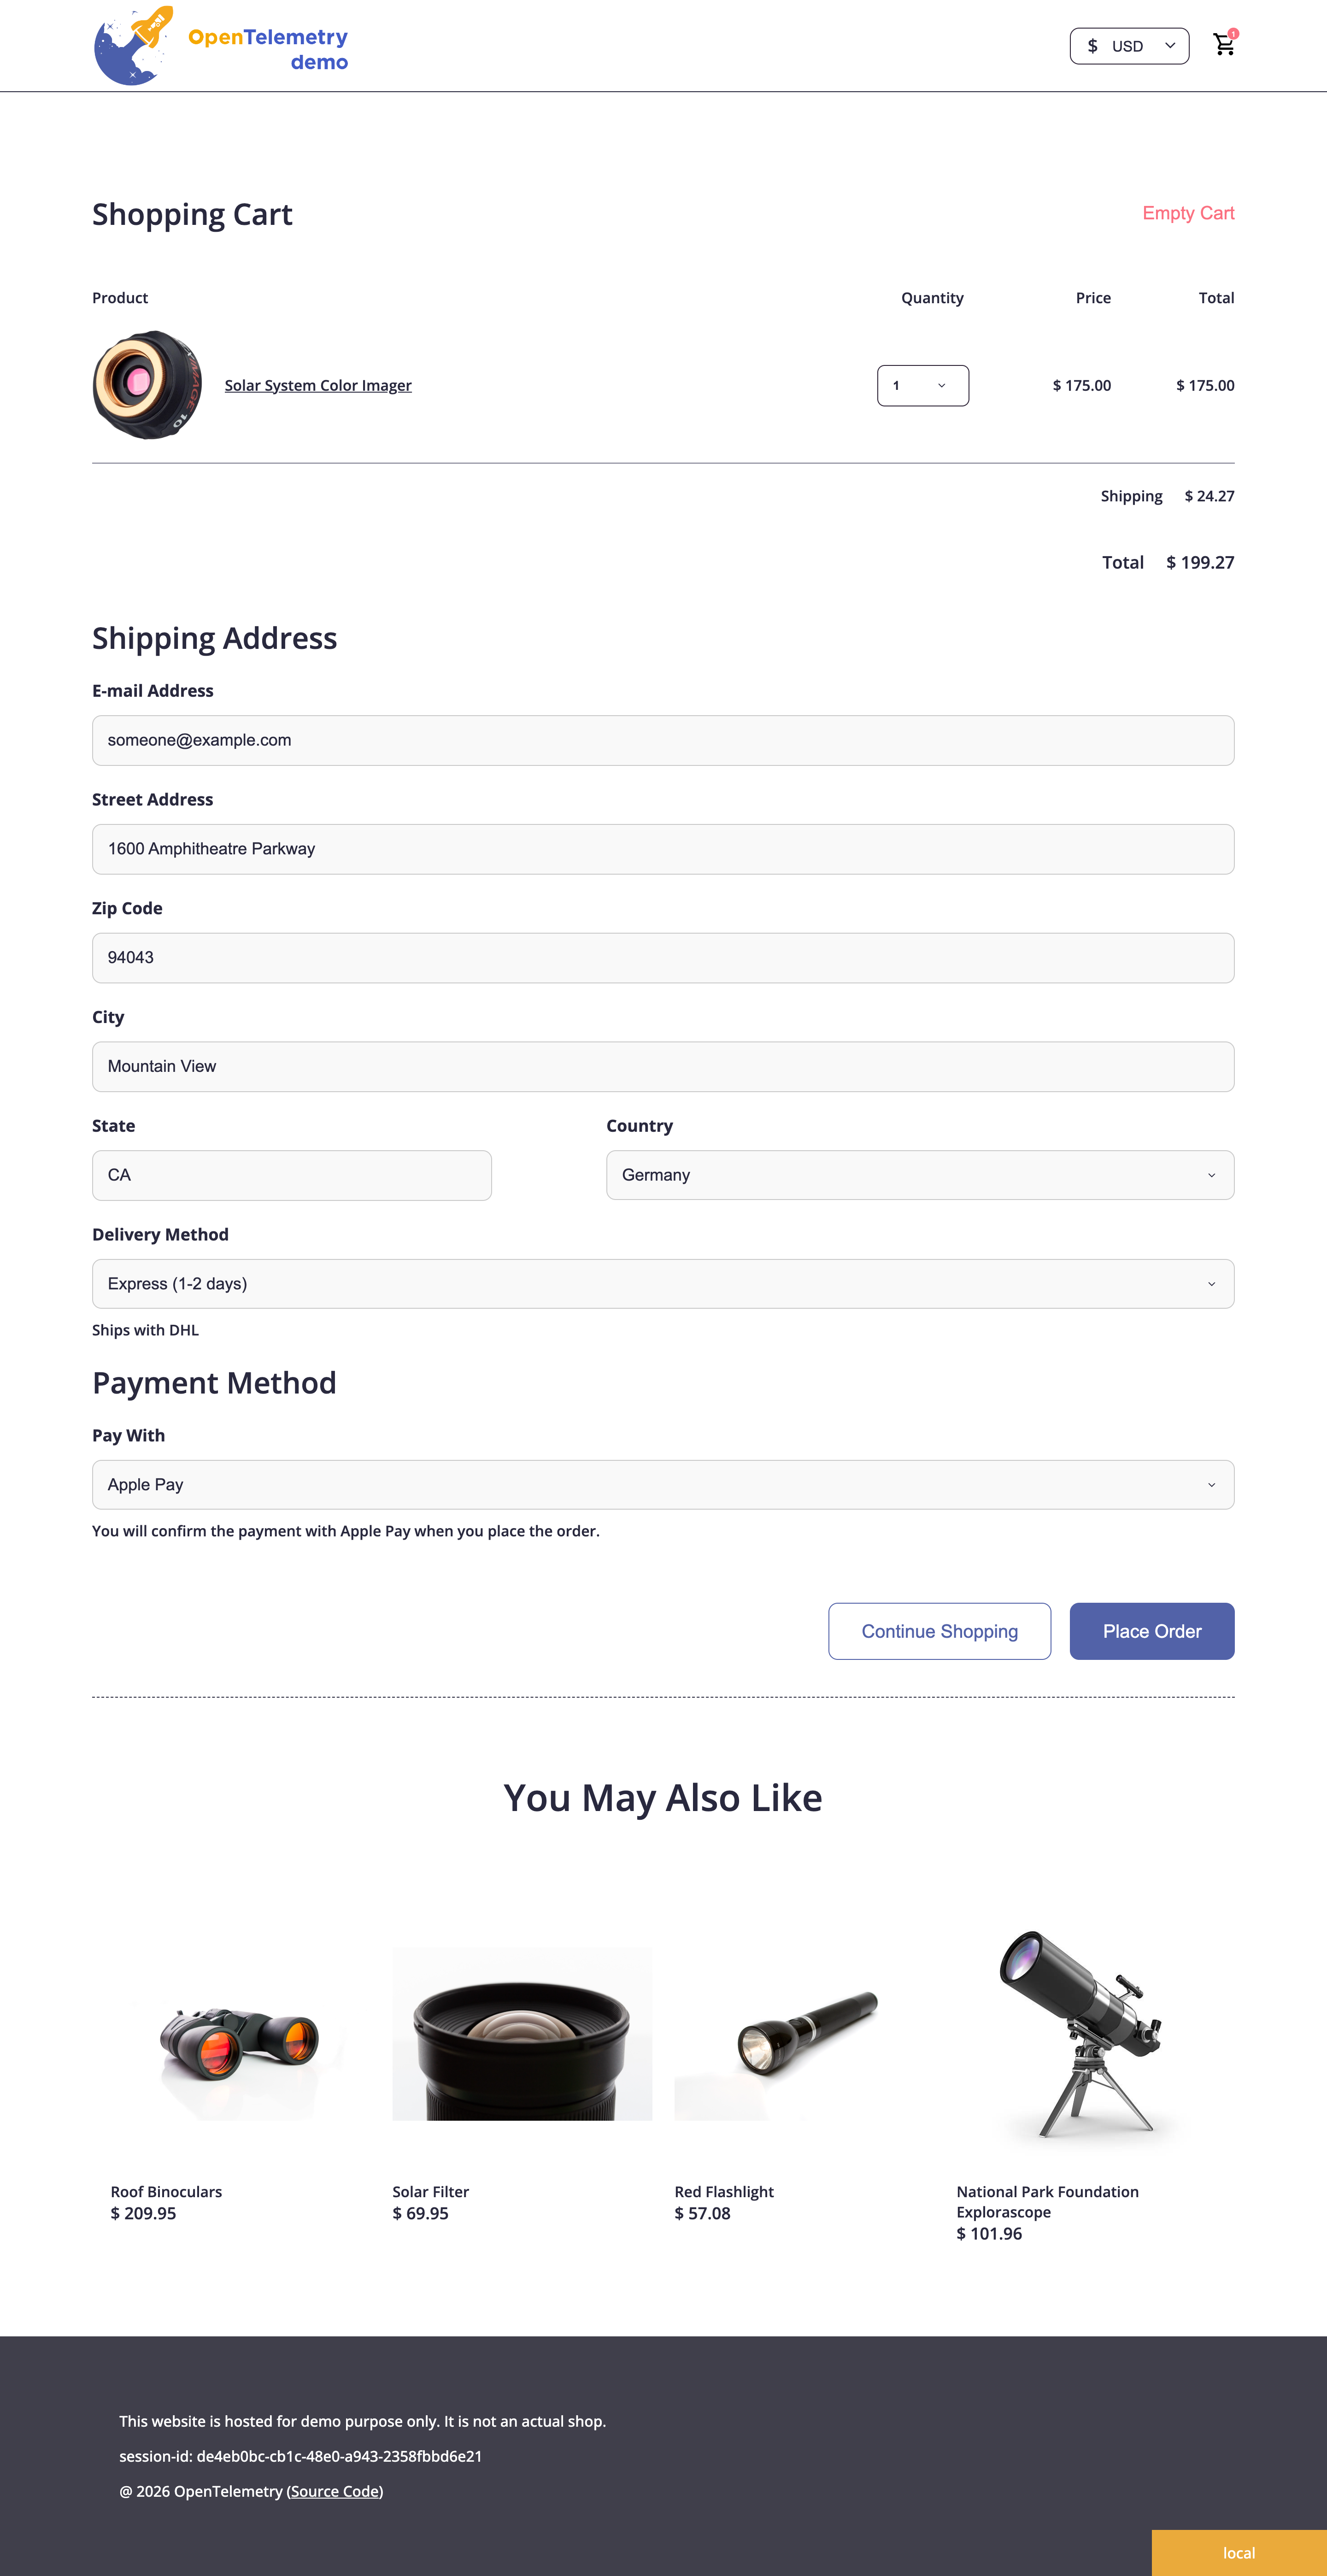 OpenTelemetry
demo
$ USD
1
Shopping Cart
Empty Cart
Product Quantity Price Total
Solar System Color Imager 1 $ 175.00 $ 175.00
Shipping $ 24.27
Total $ 199.27
Shipping Address
E-mail Address
someone@example.com
Street Address
1600 Amphitheatre Parkway
Zip Code
94043
City
Mountain View
State Country
CA Germany
Delivery Method
Express (1-2 days)
Ships with DHL
Payment Method
Pay With
Apple Pay
You will confirm the payment with Apple Pay when you place the order.
Continue Shopping Place Order
You May Also Like
Roof Binoculars
$ 209.95
Solar Filter
$ 69.95
Red Flashlight
$ 57.08
National Park Foundation
Explorascope
$ 101.96
This website is hosted for demo purpose only. It is not an actual shop.
session-id: de4eb0bc-cb1c-48e0-a943-2358fbbd6e21
@ 2026 OpenTelemetry (Source Code)
local